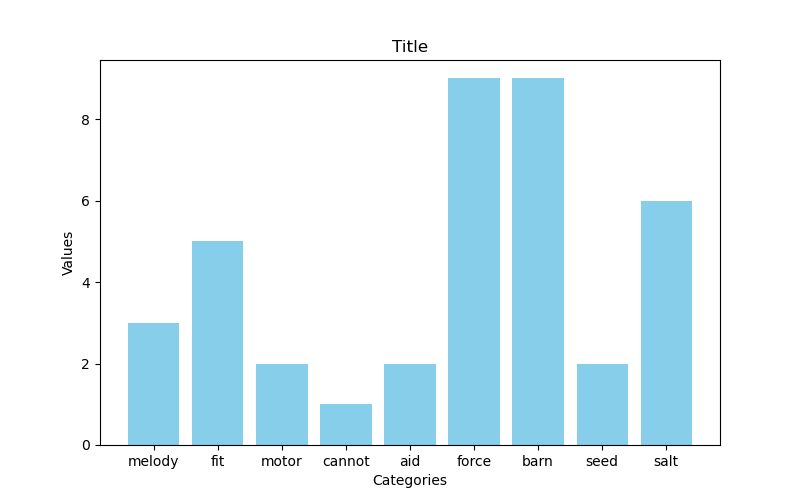 Title
Values
8
6
4
2
0
melody fit motor cannot aid force barn seed salt
Categories